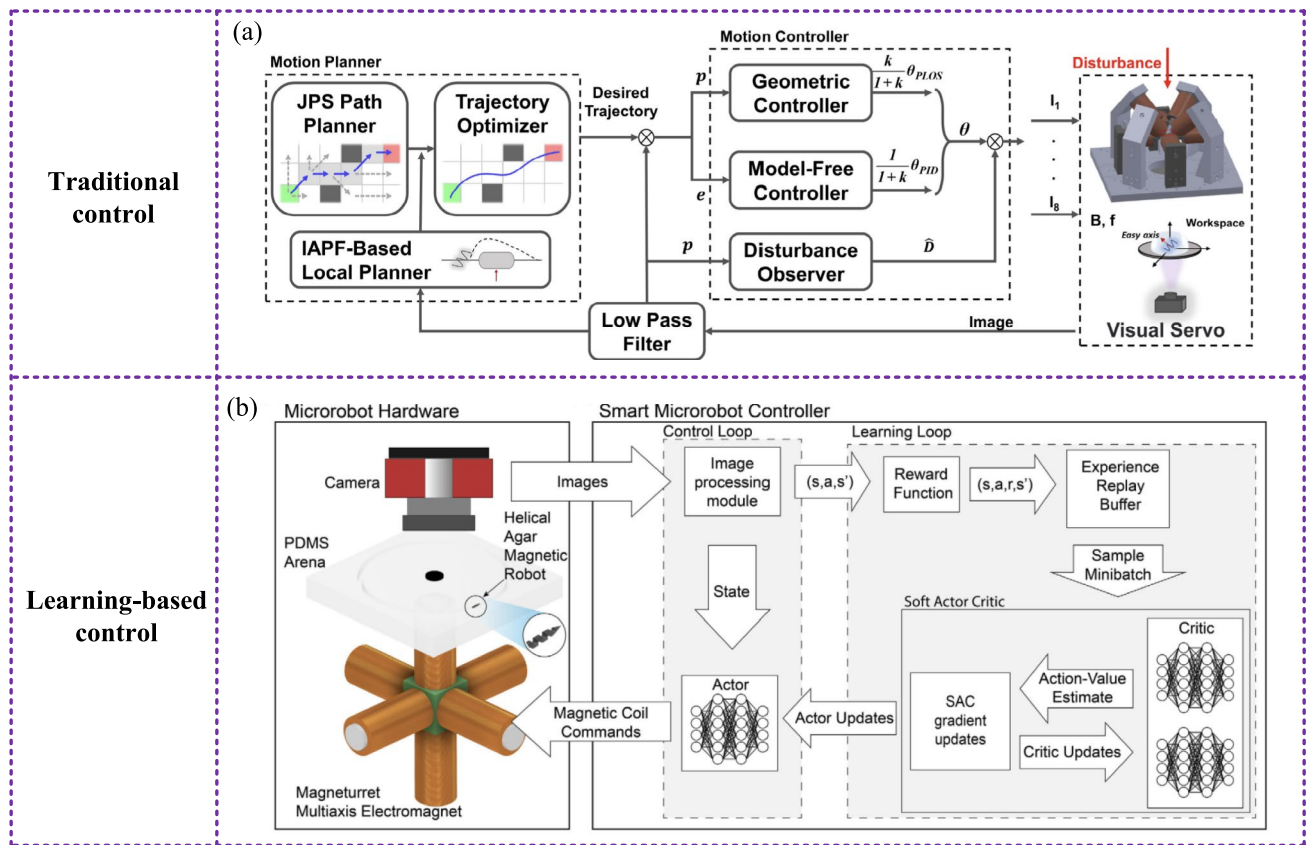 Traditional
control
(a)
Motion Planner
JPS Path
Planner
Trajectory
Optimizer
IAPF-Based
Local Planner
Desired
Trajectory
Motion Controller
p
Geometric
Controller
k
1+k
θPLOS
e
Model-Free
Controller
1
1+k
θPID
θ
p
Disturbance
Observer
D̂
Low Pass
Filter
Image
I1
I8
Disturbance
B, f
Workspace
Easy axis
Visual Servo
Learning-based
control
(b)
Microrobot Hardware
Camera
PDMS
Arena
Helical
Agar
Magnetic
Robot
Magneturret
Multiaxis Electromagnet
Images
Magnetic Coil
Commands
Smart Microrobot Controller
Control Loop
Image
processing
module
State
Actor
(s,a,s’)
Actor Updates
Learning Loop
Reward
Function
(s,a,r,s’)
Experience
Replay
Buffer
Sample
Minibatch
Soft Actor Critic
SAC
gradient
updates
Action-Value
Estimate
Critic Updates
Critic